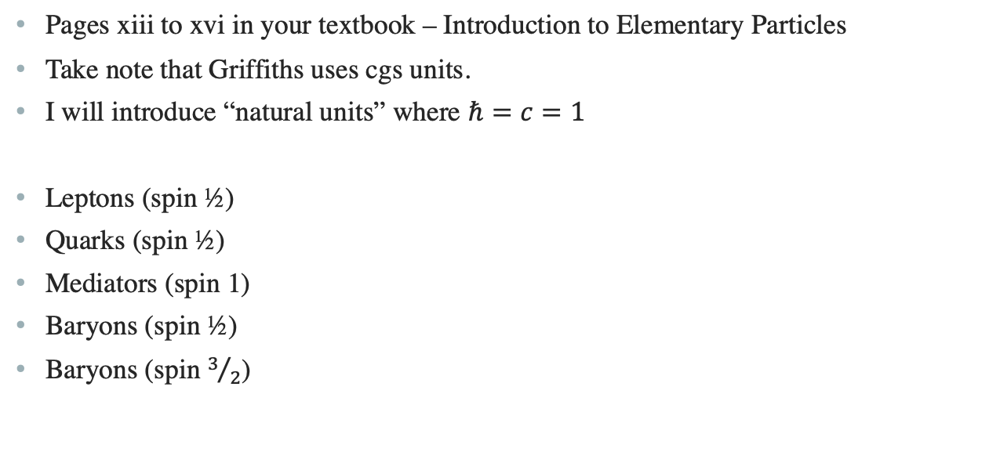 • Pages xiii to xvi in your textbook – Introduction to Elementary Particles
• Take note that Griffiths uses cgs units.
• I will introduce “natural units” where ℏ = c = 1
• Leptons (spin ½)
• Quarks (spin ½)
• Mediators (spin 1)
• Baryons (spin ½)
• Baryons (spin 3/2)